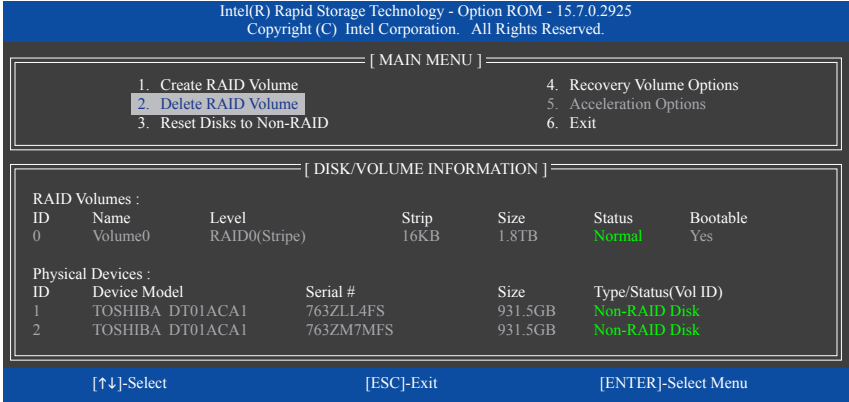 Intel(R) Rapid Storage Technology - Option ROM - 15.7.0.2925
Copyright (C) Intel Corporation. All Rights Reserved.
[ MAIN MENU ]
1. Create RAID Volume 4. Recovery Volume Options
2. Delete RAID Volume 5. Acceleration Options
3. Reset Disks to Non-RAID 6. Exit
[ DISK/VOLUME INFORMATION ]
RAID Volumes :
ID Name Level Strip Size Status Bootable
0 Volume0 RAID0(Stripe) 16KB 1.8TB Normal Yes
Physical Devices :
ID Device Model Serial # Size Type/Status(Vol ID)
1 TOSHIBA DT01ACA1 763ZLL4FS 931.5GB Non-RAID Disk
2 TOSHIBA DT01ACA1 763ZM7MFS 931.5GB Non-RAID Disk
[↑↓]-Select [ESC]-Exit [ENTER]-Select Menu